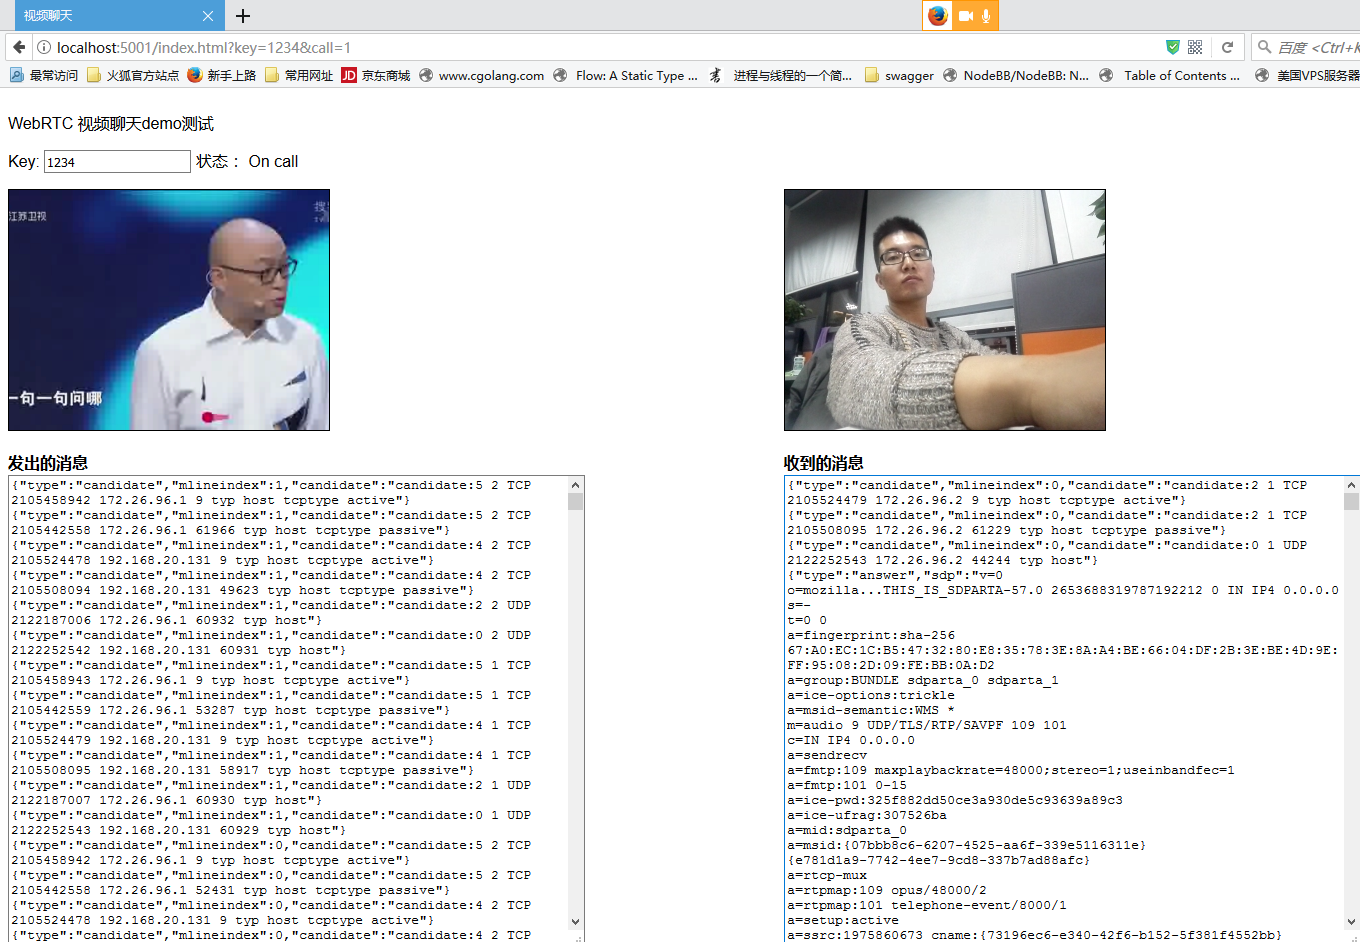 视频聊天
localhost:5001/index.html?key=1234&call=1
百度 <Ctrl+K
最常访问 火狐官方站点 新手上路 常用网址 JD 京东商城 www.cgolang.com Flow: A Static Type ... 进程与线程的一个简... swagger NodeBB/NodeBB: N... Table of Contents ... 美国VPS服务器
WebRTC 视频聊天demo测试
Key: 1234 状态： On call
江苏卫视
一句一句问哪
发出的消息
{"type":"candidate","mlineindex":1,"candidate":"candidate:5 2 TCP
2105458942 172.26.96.1 9 typ host tcptype active"}
{"type":"candidate","mlineindex":1,"candidate":"candidate:5 2 TCP
2105442558 172.26.96.1 61966 typ host tcptype passive"}
{"type":"candidate","mlineindex":1,"candidate":"candidate:4 2 TCP
2105524478 192.168.20.131 9 typ host tcptype active"}
{"type":"candidate","mlineindex":1,"candidate":"candidate:4 2 TCP
2105508094 192.168.20.131 49623 typ host tcptype passive"}
{"type":"candidate","mlineindex":1,"candidate":"candidate:2 2 UDP
2122187006 172.26.96.1 60932 typ host"}
{"type":"candidate","mlineindex":1,"candidate":"candidate:0 2 UDP
2122252542 192.168.20.131 60931 typ host"}
{"type":"candidate","mlineindex":1,"candidate":"candidate:5 1 TCP
2105458943 172.26.96.1 9 typ host tcptype active"}
{"type":"candidate","mlineindex":1,"candidate":"candidate:5 1 TCP
2105442559 172.26.96.1 53287 typ host tcptype passive"}
{"type":"candidate","mlineindex":1,"candidate":"candidate:4 1 TCP
2105524479 192.168.20.131 9 typ host tcptype active"}
{"type":"candidate","mlineindex":1,"candidate":"candidate:4 1 TCP
2105508095 192.168.20.131 58917 typ host tcptype passive"}
{"type":"candidate","mlineindex":1,"candidate":"candidate:2 1 UDP
2122187007 172.26.96.1 60930 typ host"}
{"type":"candidate","mlineindex":1,"candidate":"candidate:0 1 UDP
2122252543 192.168.20.131 60929 typ host"}
{"type":"candidate","mlineindex":0,"candidate":"candidate:5 2 TCP
2105458942 172.26.96.1 9 typ host tcptype active"}
{"type":"candidate","mlineindex":0,"candidate":"candidate:5 2 TCP
2105442558 172.26.96.1 52431 typ host tcptype passive"}
{"type":"candidate","mlineindex":0,"candidate":"candidate:4 2 TCP
2105524478 192.168.20.131 9 typ host tcptype active"}
{"type":"candidate","mlineindex":0,"candidate":"candidate:4 2 TCP
收到的消息
{"type":"candidate","mlineindex":0,"candidate":"candidate:2 1 TCP
2105524479 172.26.96.2 9 typ host tcptype active"}
{"type":"candidate","mlineindex":0,"candidate":"candidate:2 1 TCP
2105508095 172.26.96.2 61229 typ host tcptype passive"}
{"type":"candidate","mlineindex":0,"candidate":"candidate:0 1 UDP
2122252543 172.26.96.2 44244 typ host"}
{"type":"answer","sdp":"v=0
o=mozilla...THIS_IS_SDPARTA-57.0 2653688319787192212 0 IN IP4 0.0.0.0
s=-
t=0 0
a=fingerprint:sha-256
67:A0:EC:1C:B5:47:32:80:E8:35:78:3E:8A:A4:BE:66:04:DF:2B:3E:BE:4D:9E:
FF:95:08:2D:09:FE:BB:0A:D2
a=group:BUNDLE sdparta_0 sdparta_1
a=ice-options:trickle
a=msid-semantic:WMS *
m=audio 9 UDP/TLS/RTP/SAVPF 109 101
c=IN IP4 0.0.0.0
a=sendrecv
a=fmtp:109 maxplaybackrate=48000;stereo=1;useinbandfec=1
a=fmtp:101 0-15
a=ice-pwd:325f882dd50ce3a930de5c93639a89c3
a=ice-ufrag:307526ba
a=mid:sdparta_0
a=msid:{07bbb8c6-6207-4525-aa6f-339e5116311e}
{e781d1a9-7742-4ee7-9cd8-337b7ad88afc}
a=rtcp-mux
a=rtpmap:109 opus/48000/2
a=rtpmap:101 telephone-event/8000/1
a=setup:active
a=ssrc:1975860673 cname:{73196ec6-e340-42f6-b152-5f381f4552bb}